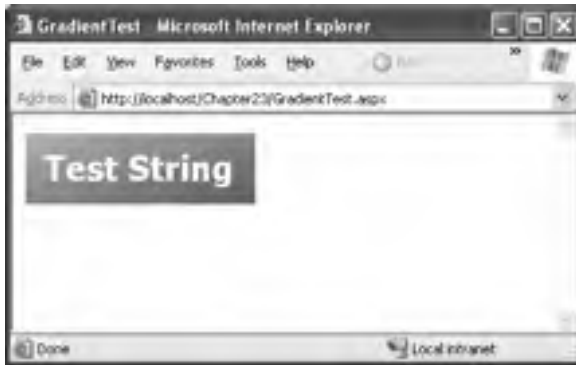 GradientTest - Microsoft Internet Explorer
File Edit View Favorites Tools Help
Address http://localhost/Chapter23/GradientTest.aspx
Test String
Done Local intranet